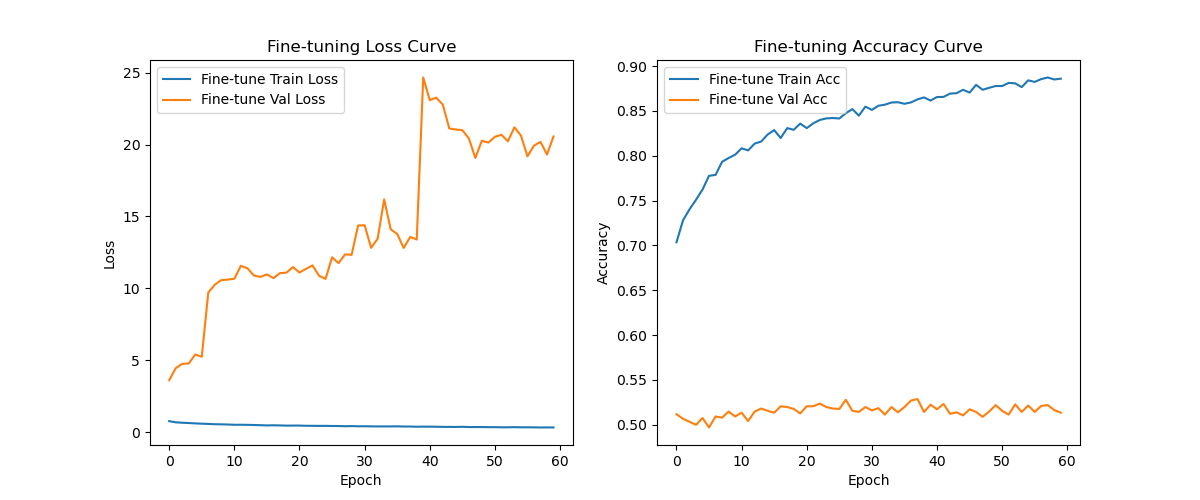 Fine-tuning Loss Curve
Fine-tune Train Loss
Fine-tune Val Loss
25
20
15
10
5
0
Loss
0 10 20 30 40 50 60
Epoch
Fine-tuning Accuracy Curve
Fine-tune Train Acc
Fine-tune Val Acc
0.90
0.85
0.80
0.75
0.70
0.65
0.60
0.55
0.50
Accuracy
0 10 20 30 40 50 60
Epoch